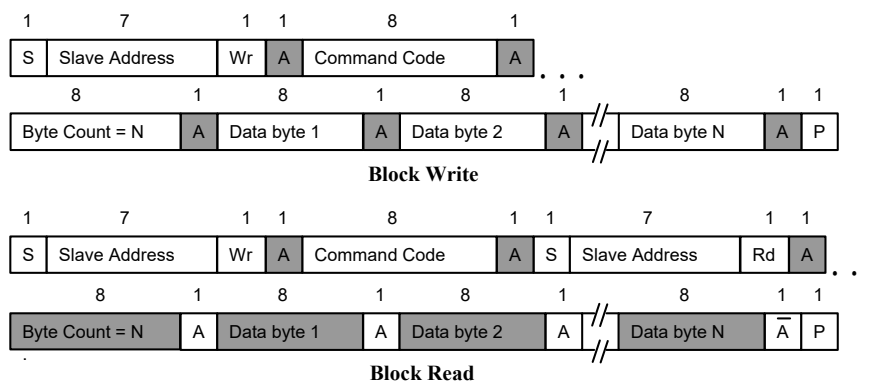 1 7 1 1 8 1
S Slave Address Wr A Command Code A . . .
8 1 8 1 8 1 8 1 1
Byte Count = N A Data byte 1 A Data byte 2 A Data byte N A P
Block Write
1 7 1 1 8 1 1 7 1 1
S Slave Address Wr A Command Code A S Slave Address Rd A . .
8 1 8 1 8 1 8 1 1
Byte Count = N A Data byte 1 A Data byte 2 A Data byte N A̅ P
Block Read